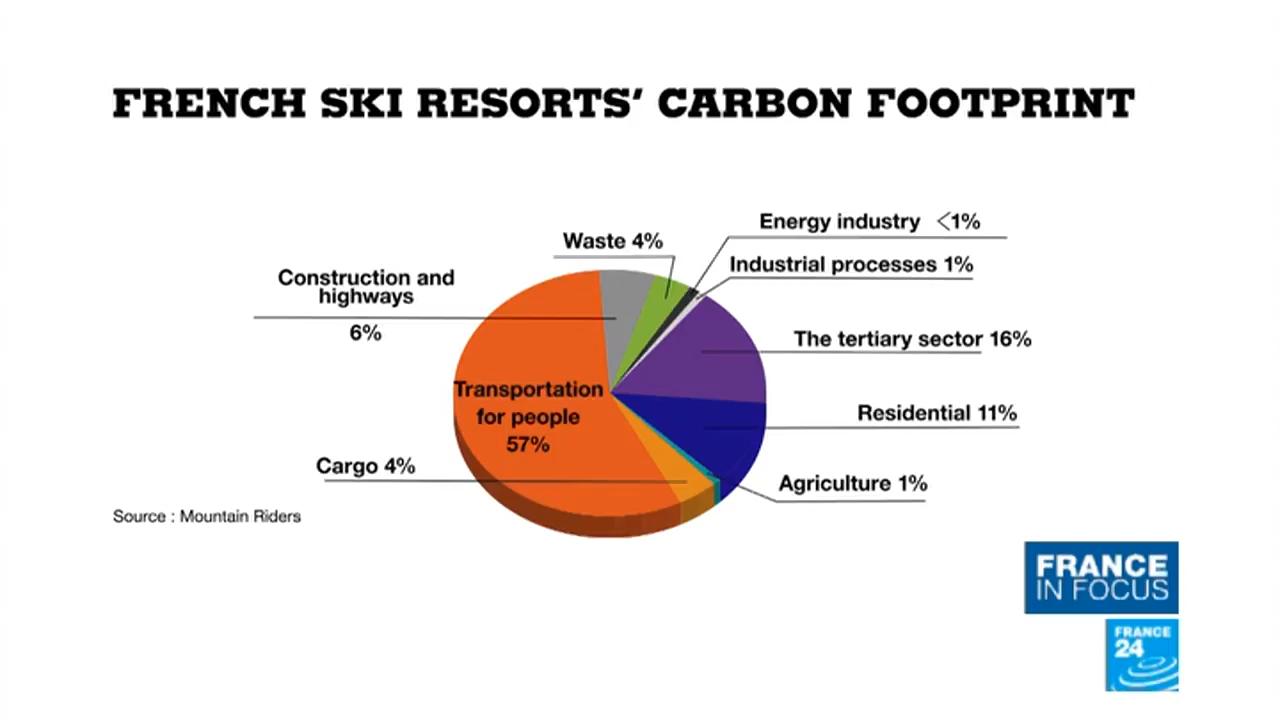 FRENCH SKI RESORTS’ CARBON FOOTPRINT
Energy industry <1%
Waste 4%
Industrial processes 1%
Construction and
highways
6%
The tertiary sector 16%
Transportation
for people
57%
Residential 11%
Cargo 4%
Agriculture 1%
Source : Mountain Riders
FRANCE
IN FOCUS
FRANCE
24